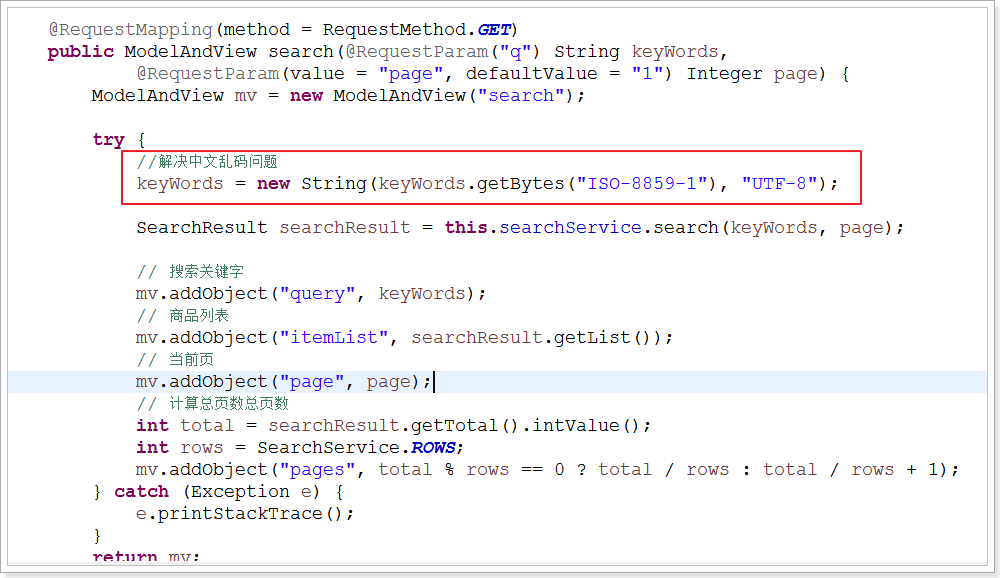 @RequestMapping(method = RequestMethod.GET)
public ModelAndView search(@RequestParam("q") String keyWords,
        @RequestParam(value = "page", defaultValue = "1") Integer page) {
    ModelAndView mv = new ModelAndView("search");

    try {
        //解决中文乱码问题
        keyWords = new String(keyWords.getBytes("ISO-8859-1"), "UTF-8");

        SearchResult searchResult = this.searchService.search(keyWords, page);

        // 搜索关键字
        mv.addObject("query", keyWords);
        // 商品列表
        mv.addObject("itemList", searchResult.getList());
        // 当前页
        mv.addObject("page", page);
        // 计算总页数总页数
        int total = searchResult.getTotal().intValue();
        int rows = SearchService.ROWS;
        mv.addObject("pages", total % rows == 0 ? total / rows : total / rows + 1);
    } catch (Exception e) {
        e.printStackTrace();
    }
    return mv;